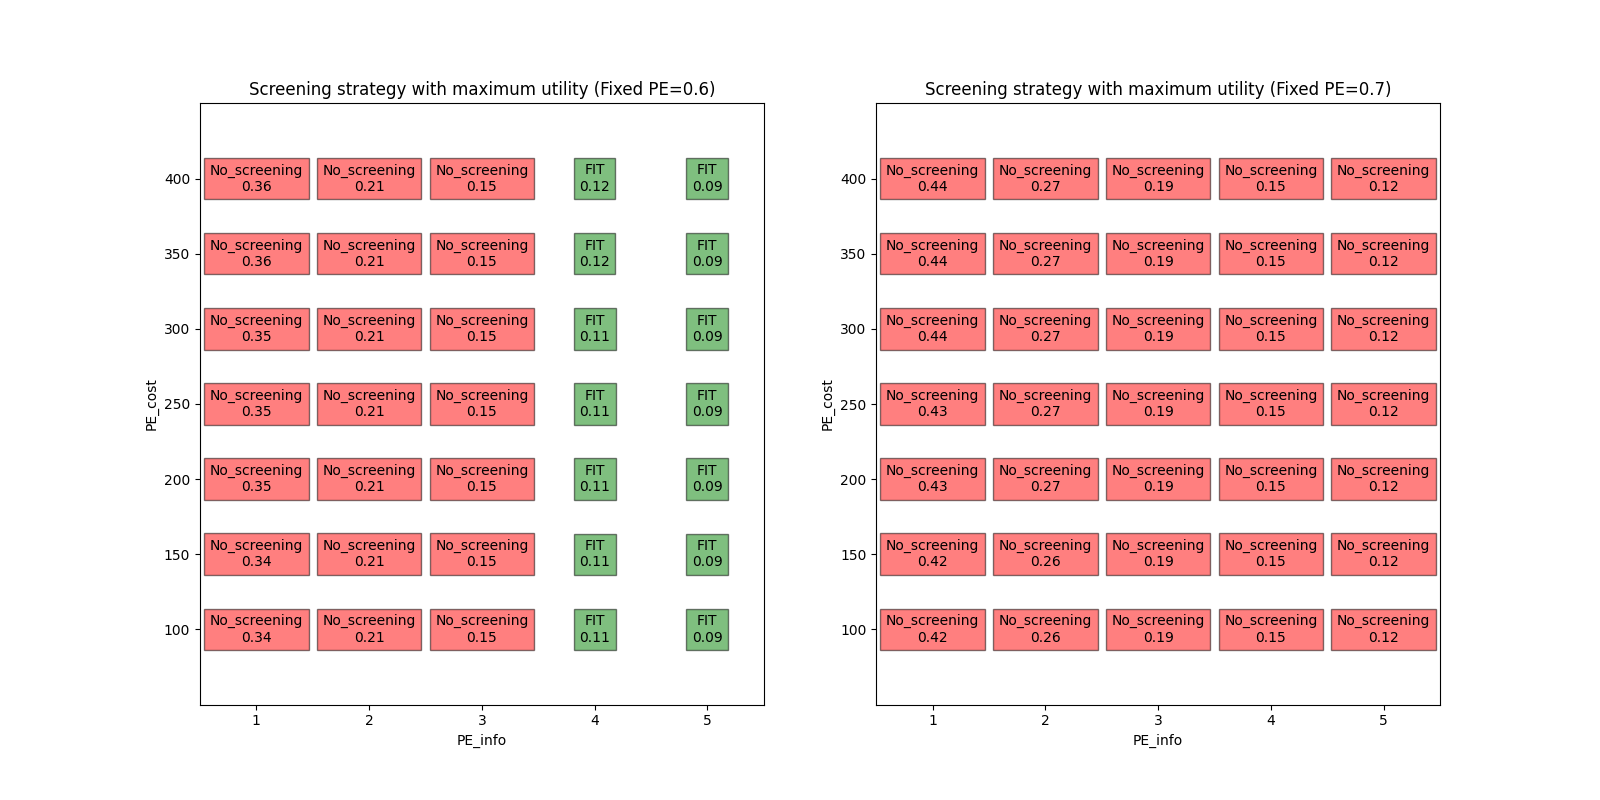 Screening strategy with maximum utility (Fixed PE=0.6)
PE_cost
400
No_screening
0.36
No_screening
0.21
No_screening
0.15
FIT
0.12
FIT
0.09
350
No_screening
0.36
No_screening
0.21
No_screening
0.15
FIT
0.12
FIT
0.09
300
No_screening
0.35
No_screening
0.21
No_screening
0.15
FIT
0.11
FIT
0.09
250
No_screening
0.35
No_screening
0.21
No_screening
0.15
FIT
0.11
FIT
0.09
200
No_screening
0.35
No_screening
0.21
No_screening
0.15
FIT
0.11
FIT
0.09
150
No_screening
0.34
No_screening
0.21
No_screening
0.15
FIT
0.11
FIT
0.09
100
No_screening
0.34
No_screening
0.21
No_screening
0.15
FIT
0.11
FIT
0.09
1 2 3 4 5
PE_info
Screening strategy with maximum utility (Fixed PE=0.7)
PE_cost
400
No_screening
0.44
No_screening
0.27
No_screening
0.19
No_screening
0.15
No_screening
0.12
350
No_screening
0.44
No_screening
0.27
No_screening
0.19
No_screening
0.15
No_screening
0.12
300
No_screening
0.44
No_screening
0.27
No_screening
0.19
No_screening
0.15
No_screening
0.12
250
No_screening
0.43
No_screening
0.27
No_screening
0.19
No_screening
0.15
No_screening
0.12
200
No_screening
0.43
No_screening
0.27
No_screening
0.19
No_screening
0.15
No_screening
0.12
150
No_screening
0.42
No_screening
0.26
No_screening
0.19
No_screening
0.15
No_screening
0.12
100
No_screening
0.42
No_screening
0.26
No_screening
0.19
No_screening
0.15
No_screening
0.12
1 2 3 4 5
PE_info